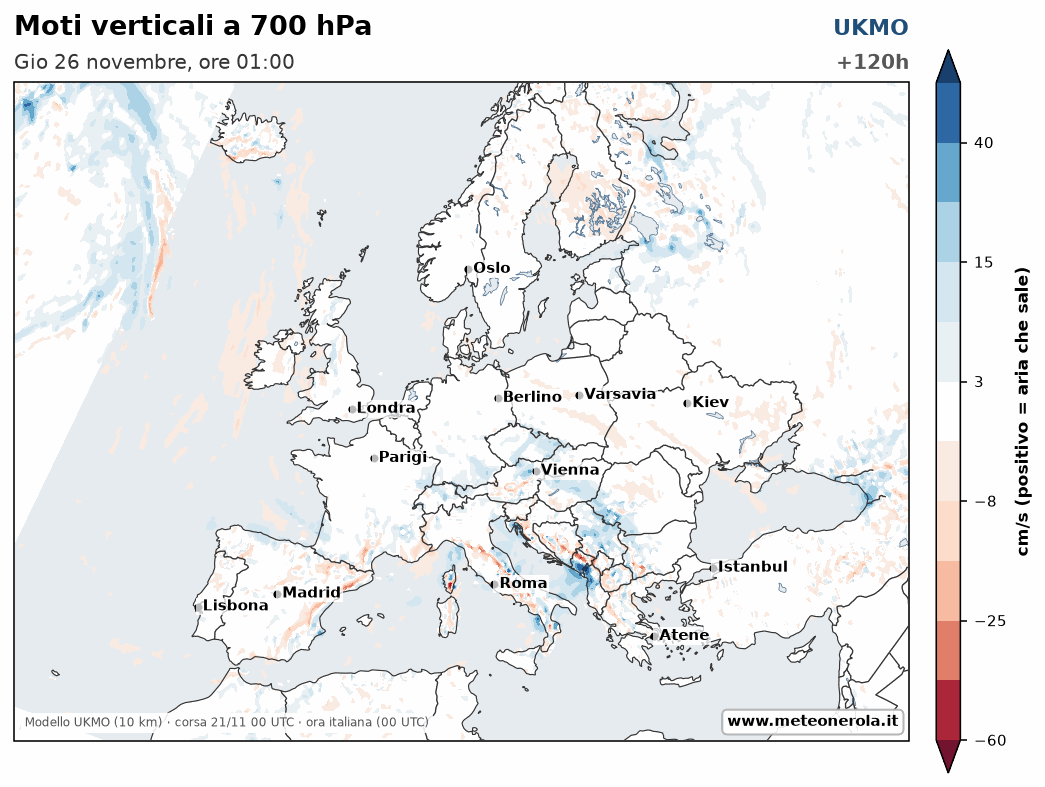 Moti verticali a 700 hPa
UKMO
Gio 26 novembre, ore 01:00
+120h
40
15
3
−8
−25
−60
cm/s (positivo = aria che sale)
Oslo
Londra
Berlino
Varsavia
Kiev
Parigi
Vienna
Istanbul
Roma
Madrid
Lisbona
Atene
Modello UKMO (10 km) · corsa 21/11 00 UTC · ora italiana (00 UTC)
www.meteonerola.it